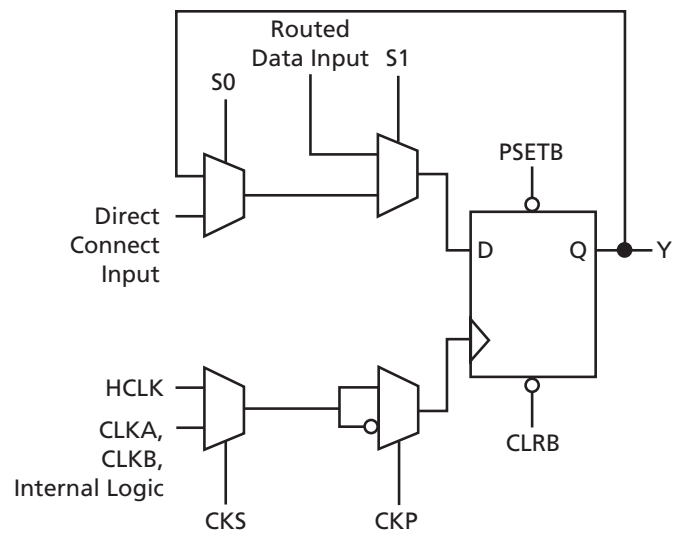 Routed
Data Input
S1
S0
PSETB
Direct
Connect
Input
D
Q
Y
HCLK
CLKA,
CLKB,
Internal Logic
CLRB
CKS
CKP